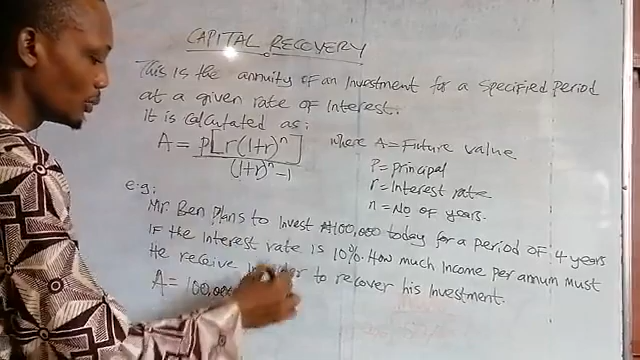 CAPITAL RECOVERY
This is the annuity of an Investment for a specified period
at a given rate of Interest.
It is calculated as:
A = P[r(1+r)^n] where A = Future value
(1+r)^n - 1 P = principal
r = Interest rate
n = No of years.
e.g:
Mr. Ben plans to Invest ₦100,000 today for a period of 4 years
If the Interest rate is 10%. How much Income per annum must
He receive to recover his Investment.
A = 100,000